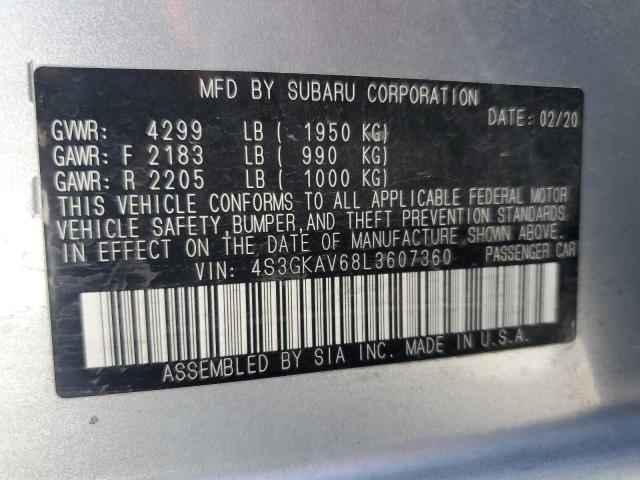 MFD BY SUBARU CORPORATION
DATE: 02/20
GVWR: 4299 LB ( 1950 KG)
GAWR: F 2183 LB ( 990 KG)
GAWR: R 2205 LB ( 1000 KG)
THIS VEHICLE CONFORMS TO ALL APPLICABLE FEDERAL MOTOR
VEHICLE SAFETY, BUMPER, AND THEFT PREVENTION STANDARDS
IN EFFECT ON THE DATE OF MANUFACTURE SHOWN ABOVE.
VIN: 4S3GKAV68L3607360 PASSENGER CAR
ASSEMBLED BY SIA INC. MADE IN U.S.A.